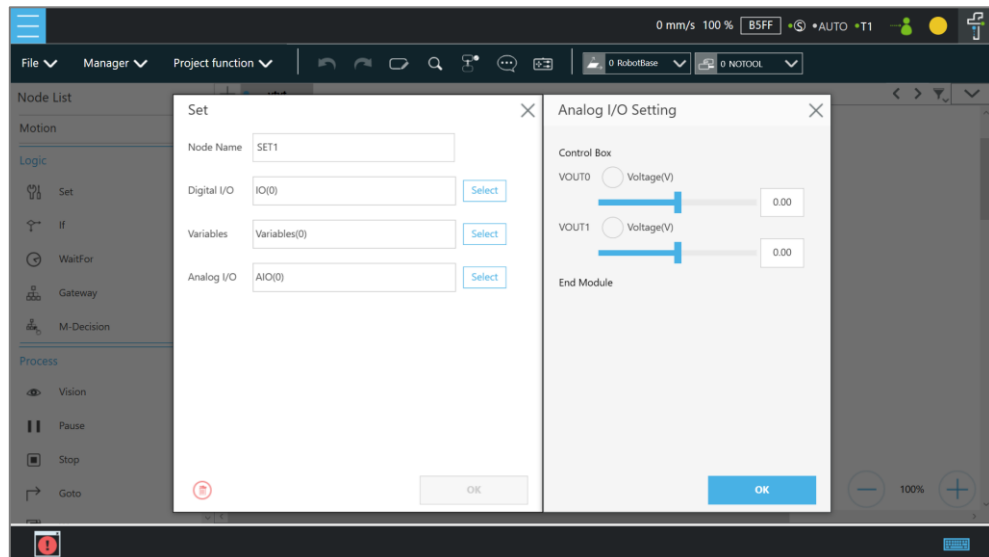 0 mm/s 100 % B5FF •Ⓢ •AUTO •T1
File Manager Project function 0 RobotBase 0 NOTOOL
Node List
Motion
Logic
Set
If
WaitFor
Gateway
M-Decision
Process
Vision
Pause
Stop
Goto
Set
Node Name SET1
Digital I/O IO(0) Select
Variables Variables(0) Select
Analog I/O AIO(0) Select
OK
Analog I/O Setting
Control Box
VOUT0 Voltage(V)
0.00
VOUT1 Voltage(V)
0.00
End Module
OK
100%